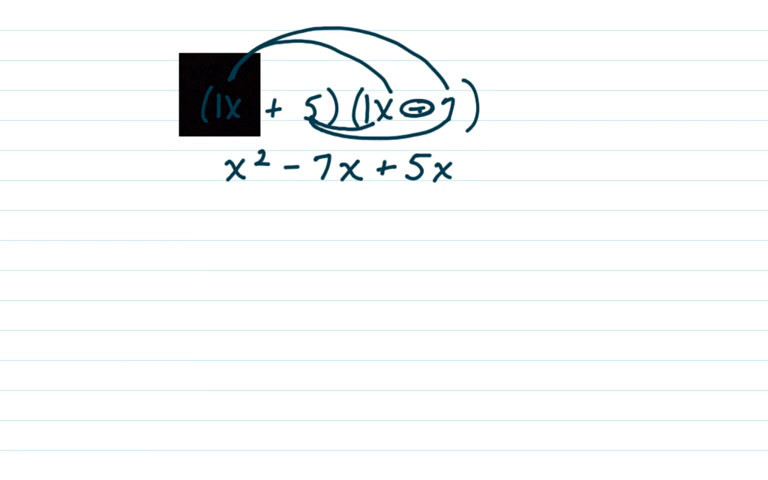 (1x + 5)(1x - 7)
x² - 7x + 5x